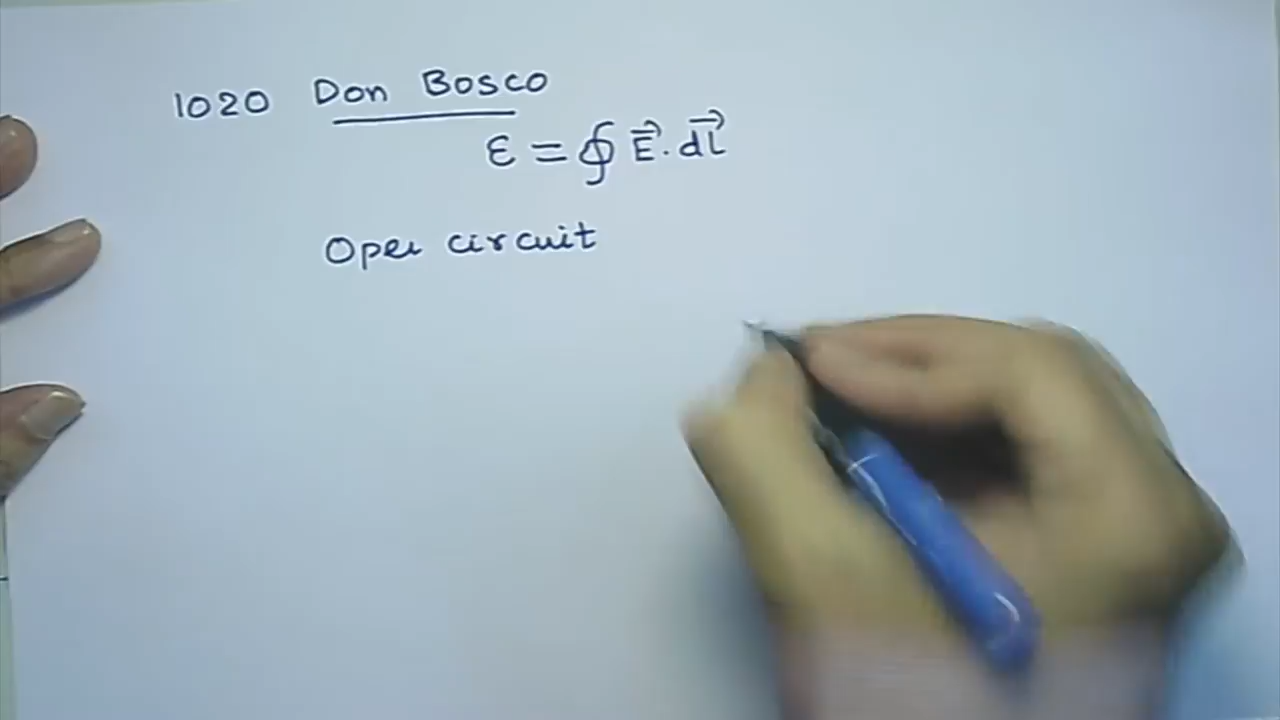 1020 Don Bosco
ε = ∮ E⃗ . dl⃗
Open circuit